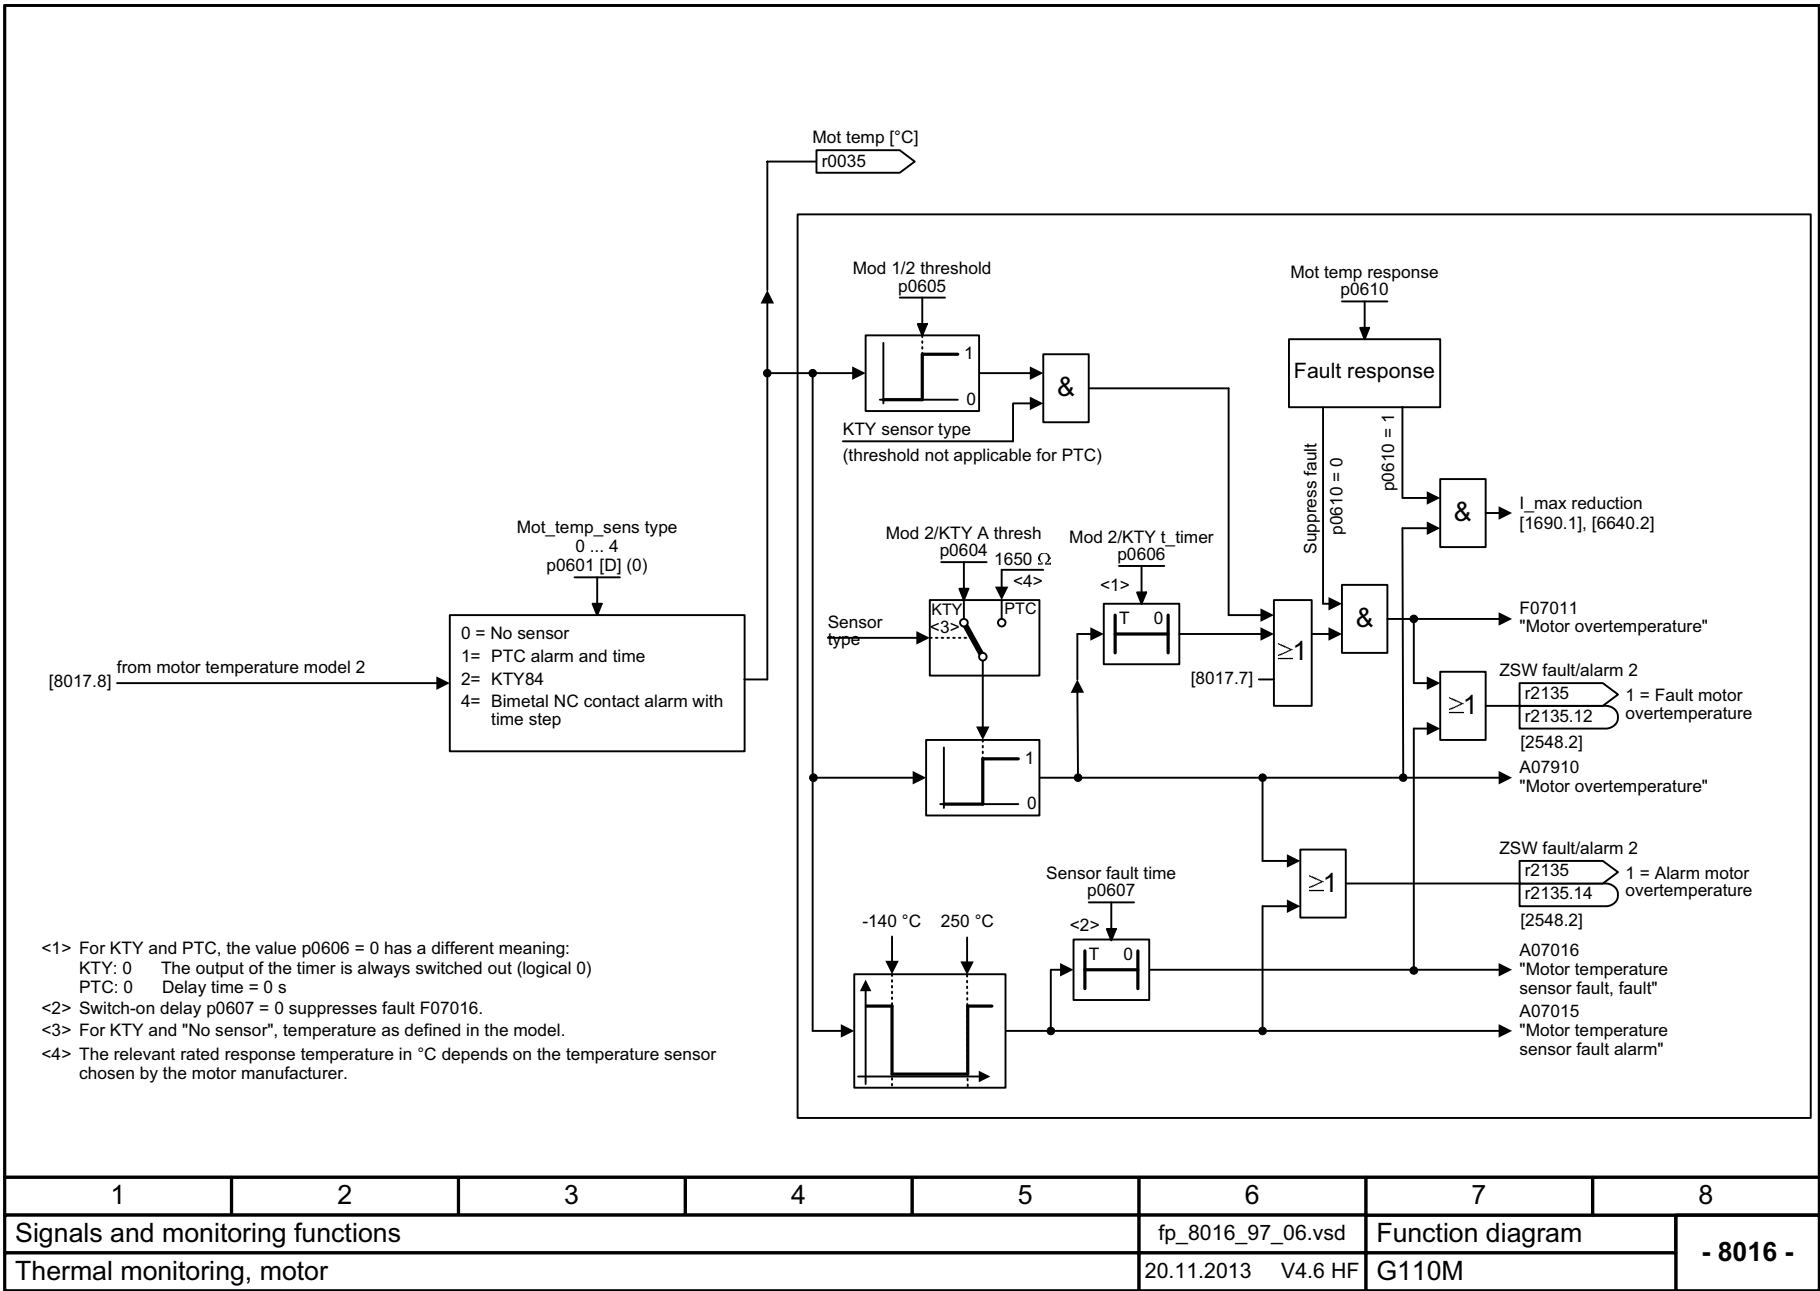 Mot temp [°C]
r0035
Mod 1/2 threshold
p0605
1
0
&
KTY sensor type
(threshold not applicable for PTC)
Mot temp response
p0610
Fault response
Suppress fault
p0610 = 0
p0610 = 1
&
I_max reduction
[1690.1], [6640.2]
Mot_temp_sens type
0 ... 4
p0601 [D] (0)
0 = No sensor
1= PTC alarm and time
2= KTY84
4= Bimetal NC contact alarm with
time step
from motor temperature model 2
[8017.8]
Mod 2/KTY A thresh
p0604
1650 Ω
<4>
KTY
PTC
<3>
Sensor
type
Mod 2/KTY t_timer
p0606
<1>
T 0
≥1
[8017.7]
&
F07011
"Motor overtemperature"
ZSW fault/alarm 2
r2135
r2135.12
1 = Fault motor
overtemperature
[2548.2]
≥1
1
0
A07910
"Motor overtemperature"
ZSW fault/alarm 2
r2135
r2135.14
1 = Alarm motor
overtemperature
[2548.2]
≥1
Sensor fault time
p0607
<2>
T 0
-140 °C
250 °C
A07016
"Motor temperature
sensor fault, fault"
A07015
"Motor temperature
sensor fault alarm"
<1> For KTY and PTC, the value p0606 = 0 has a different meaning:
KTY: 0 The output of the timer is always switched out (logical 0)
PTC: 0 Delay time = 0 s
<2> Switch-on delay p0607 = 0 suppresses fault F07016.
<3> For KTY and "No sensor", temperature as defined in the model.
<4> The relevant rated response temperature in °C depends on the temperature sensor
chosen by the motor manufacturer.
1 2 3 4 5 6 7 8
Signals and monitoring functions
fp_8016_97_06.vsd
Function diagram
- 8016 -
Thermal monitoring, motor
20.11.2013 V4.6 HF
G110M